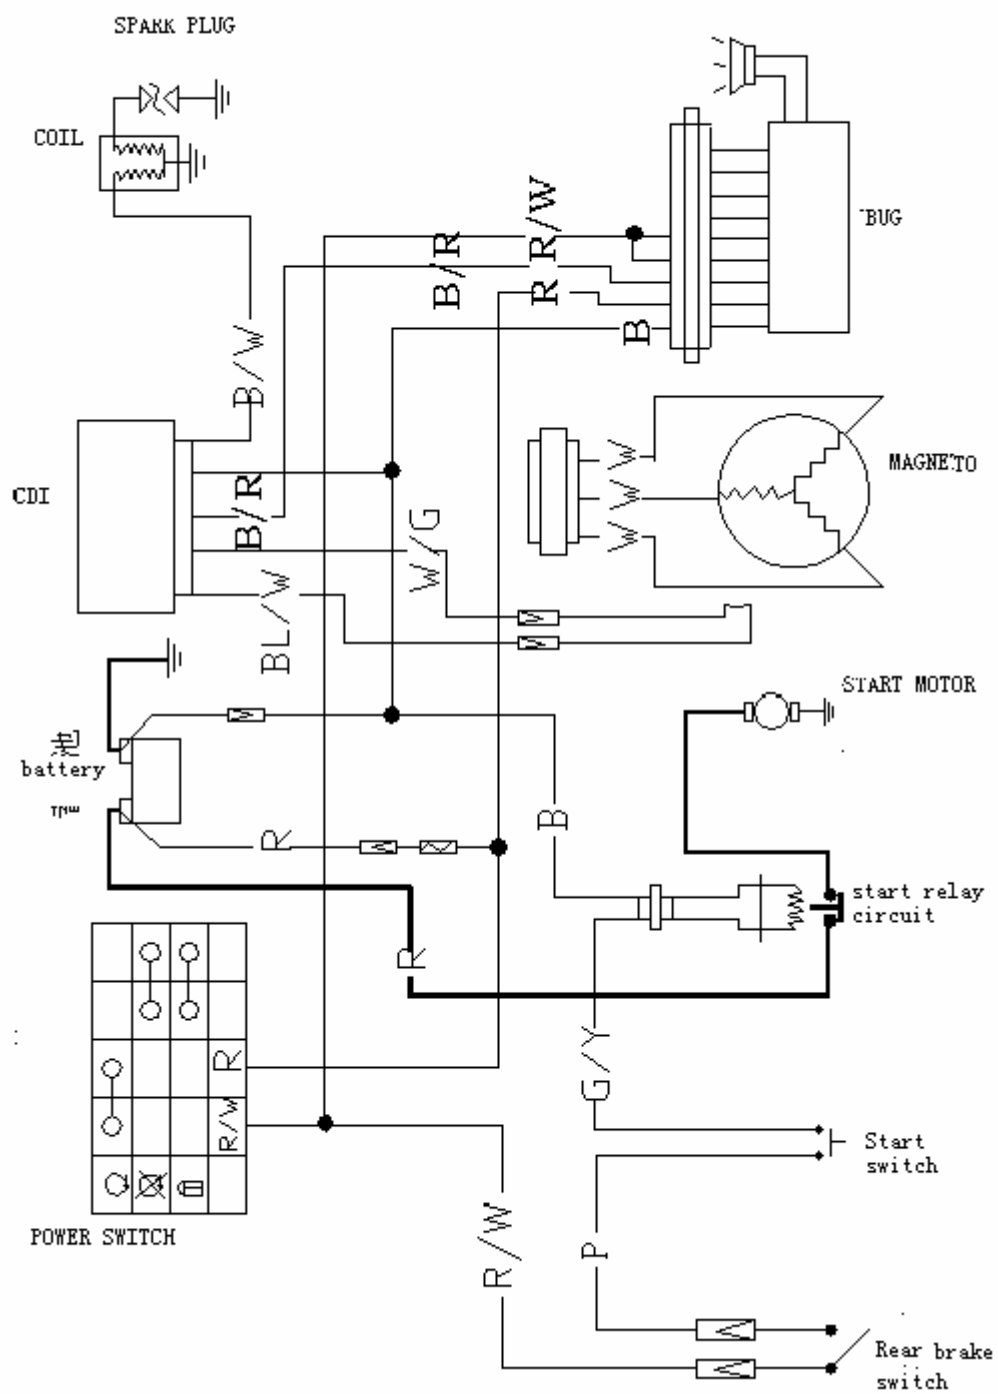 SPARK PLUG
COIL
R/W
B/R
R
B
BUG
B/W
MAGNETO
W
W
W
CDI
B/R
W/G
BL/W
START MOTOR
池
battery
R
B
start relay
circuit
R
R
R/W
G/Y
Start
switch
POWER SWITCH
R/W
P
Rear brake
switch